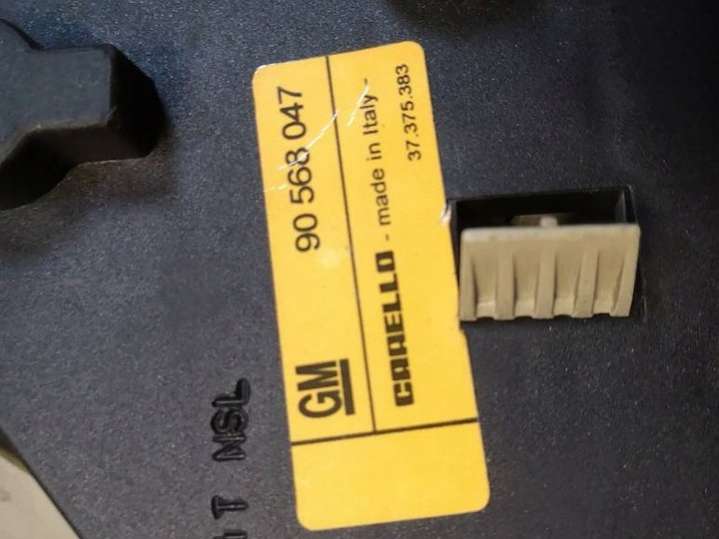 GM 90 568 047
CARELLO - made in Italy -
37.375.383
T NSL